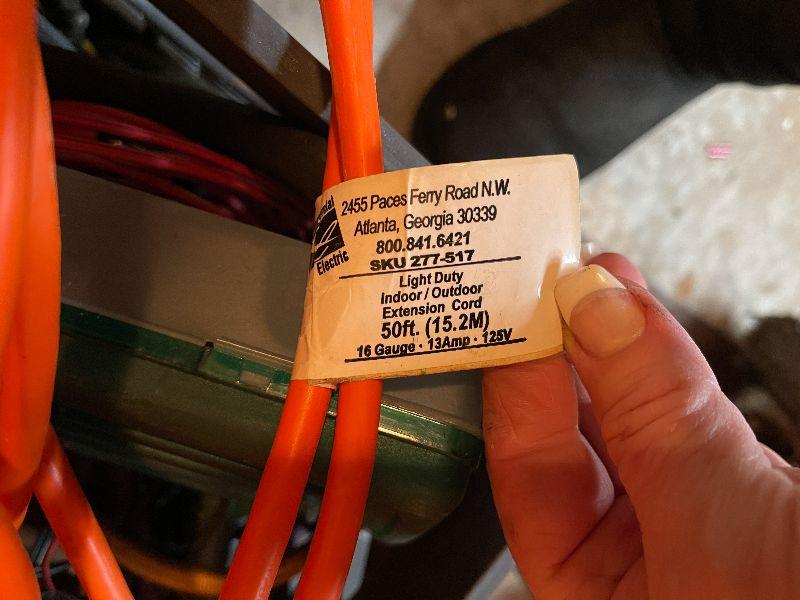 2455 Paces Ferry Road N.W.
Atlanta, Georgia 30339
800.841.6421
SKU 277-517
Electric
Light Duty
Indoor / Outdoor
Extension Cord
50ft. (15.2M)
16 Gauge · 13Amp · 125V